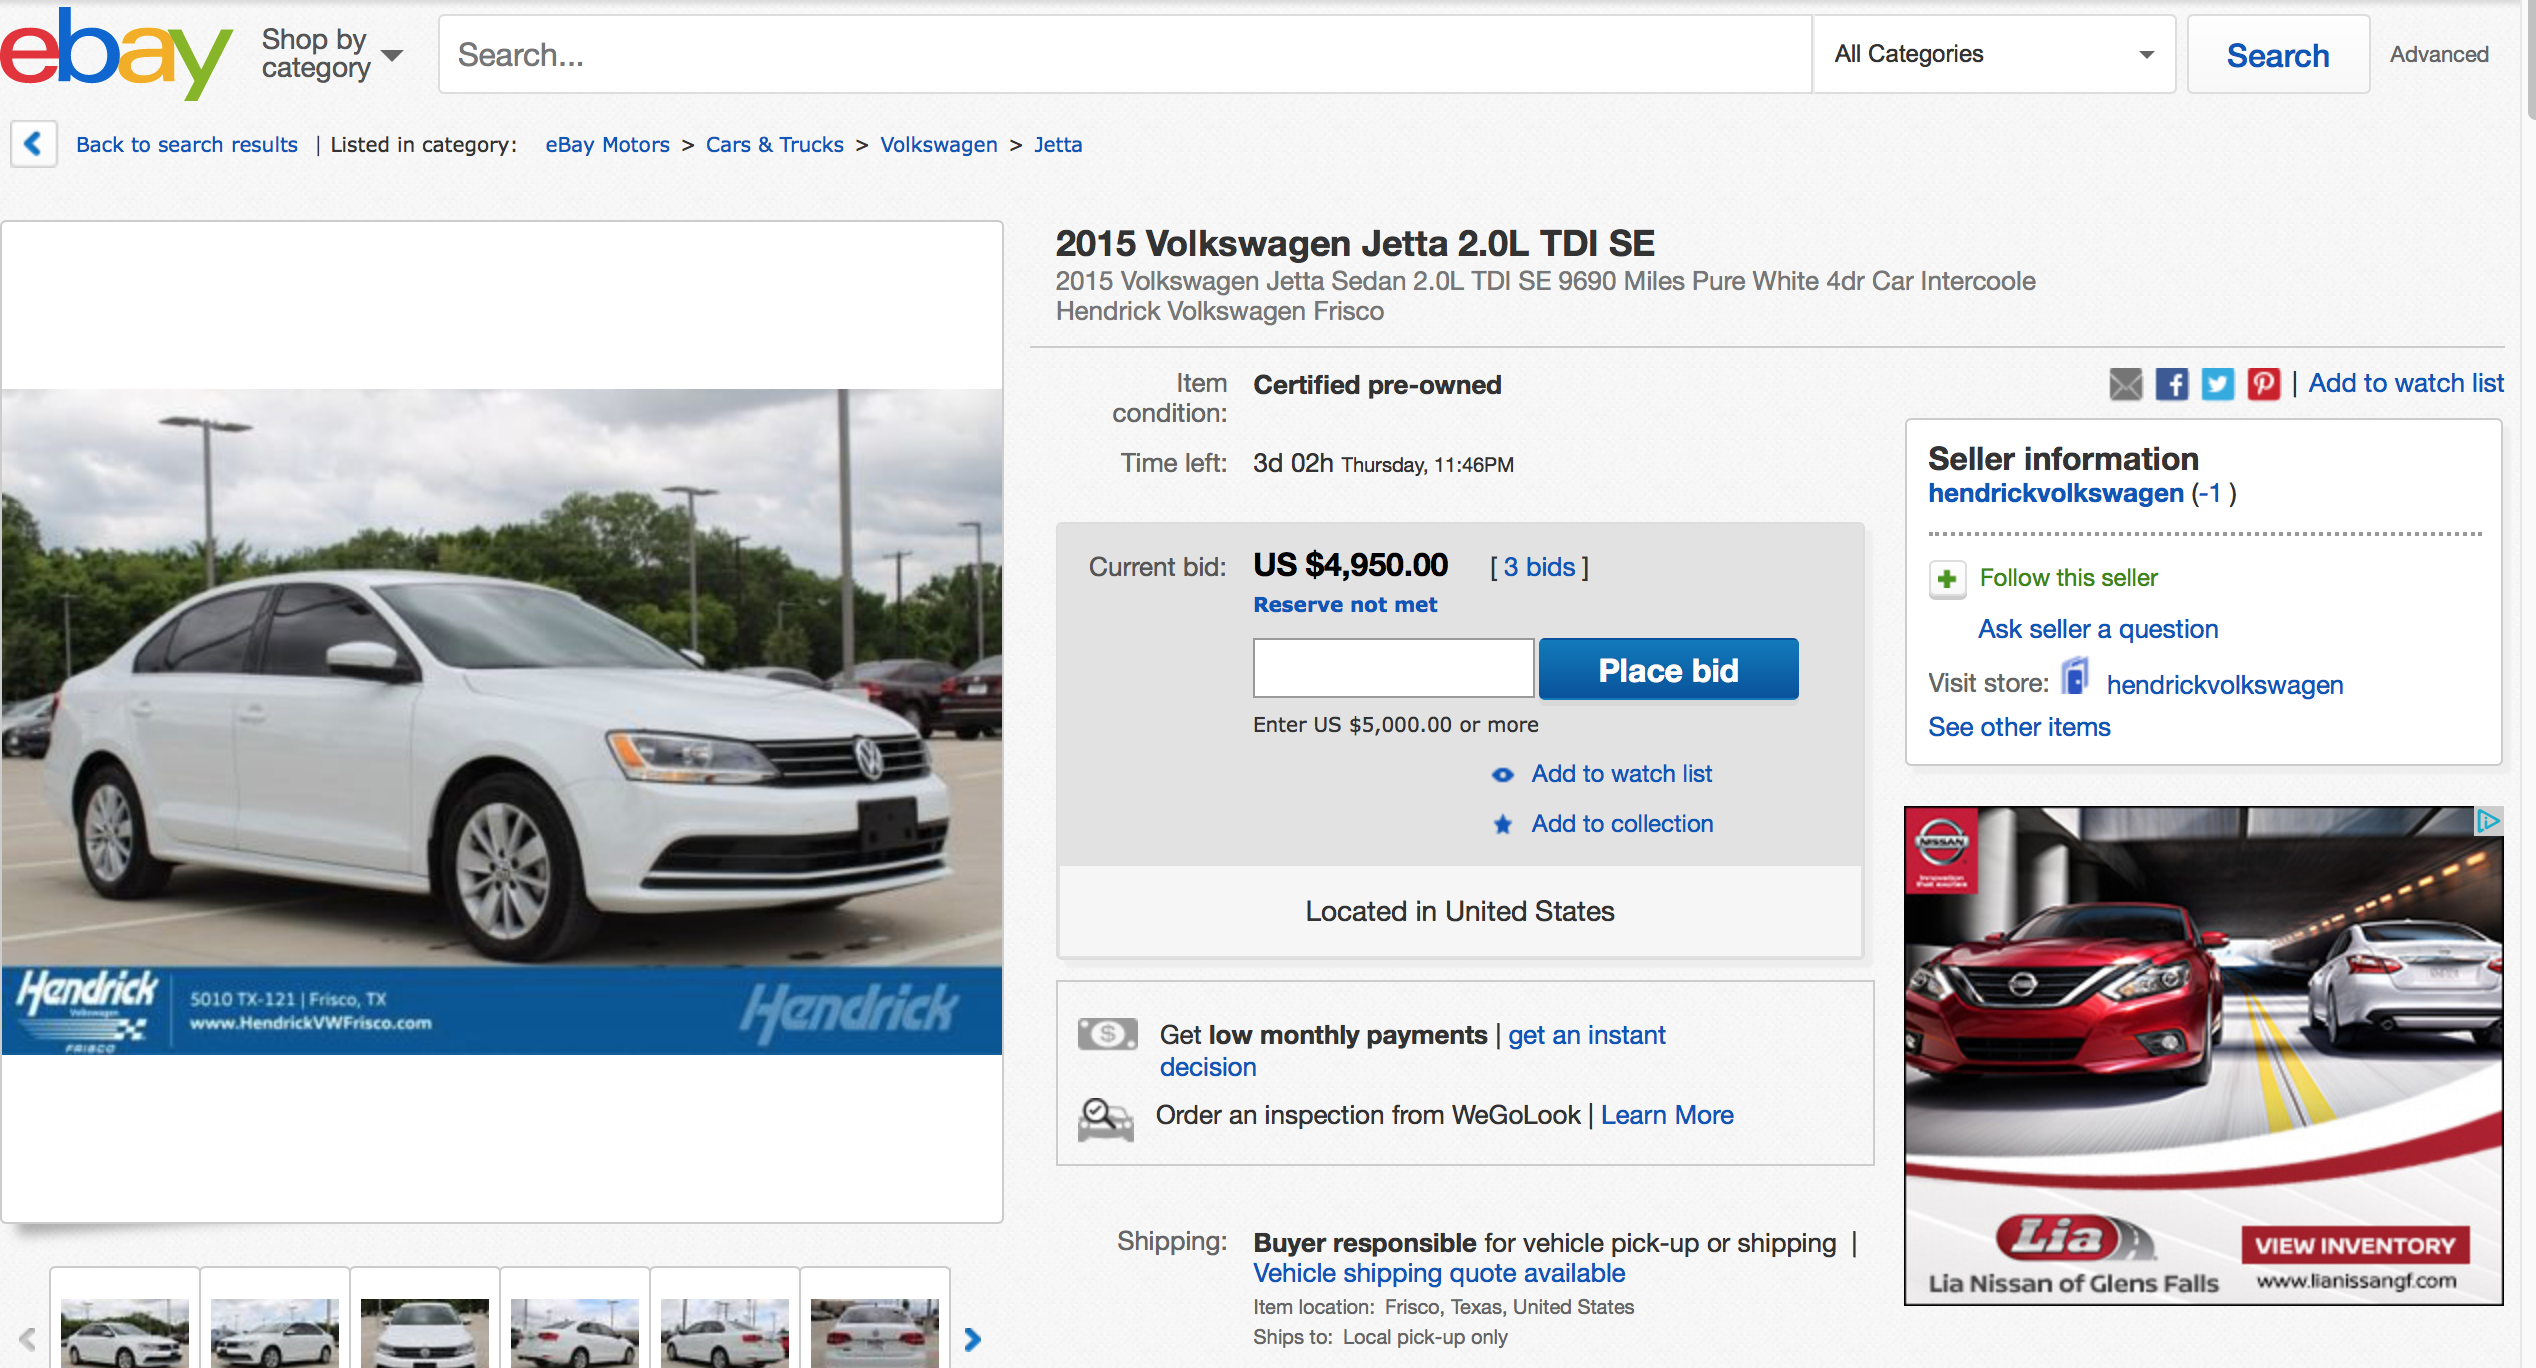 ebay
Shop by
category
Search...
All Categories
Search
Advanced
Back to search results | Listed in category: eBay Motors > Cars & Trucks > Volkswagen > Jetta
2015 Volkswagen Jetta 2.0L TDI SE
2015 Volkswagen Jetta Sedan 2.0L TDI SE 9690 Miles Pure White 4dr Car Intercoole
Hendrick Volkswagen Frisco
Item
condition:
Certified pre-owned
Time left: 3d 02h Thursday, 11:46PM
Current bid: US $4,950.00 [ 3 bids ]
Reserve not met
Place bid
Enter US $5,000.00 or more
Add to watch list
Add to collection
Located in United States
Get low monthly payments | get an instant
decision
Order an inspection from WeGoLook | Learn More
Shipping: Buyer responsible for vehicle pick-up or shipping |
Vehicle shipping quote available
Item location: Frisco, Texas, United States
Ships to: Local pick-up only
| Add to watch list
Seller information
hendrickvolkswagen (-1 )
Follow this seller
Ask seller a question
Visit store: hendrickvolkswagen
See other items
NISSAN
Innovation
that excites
Lia
Lia Nissan of Glens Falls
VIEW INVENTORY
www.lianissangf.com
Hendrick
Volkswagen
FRISCO
5010 TX-121 | Frisco, TX
www.HendrickVWFrisco.com
Hendrick